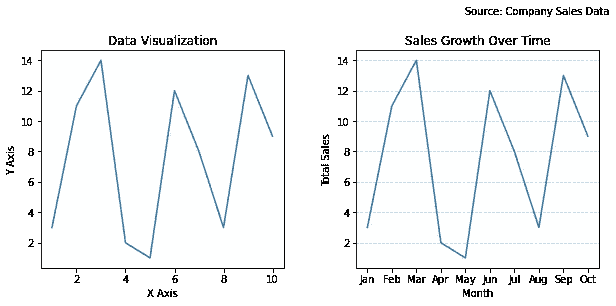 Source: Company Sales Data
Data Visualization
14
12
10
8
6
4
2
Y Axis
2 4 6 8 10
X Axis
Sales Growth Over Time
14
12
10
8
6
4
2
Total Sales
Jan Feb Mar Apr May Jun Jul Aug Sep Oct
Month